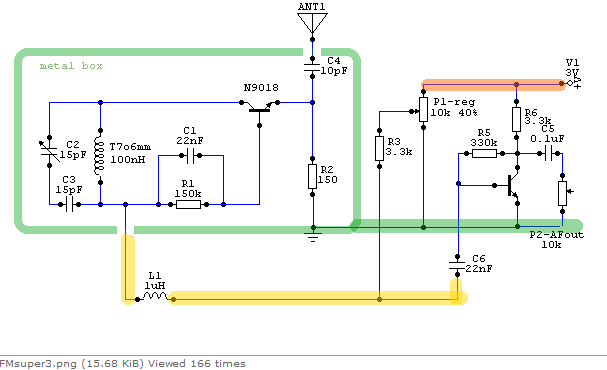 ANT1
metal box
C4
10pF
V1
3V
+V
N9018
P1-reg
10k 40%
R6
3.3k
C2
15pF
T7o6mm
100nH
C1
22nF
R3
3.3k
R5
330k
C5
0.1uF
C3
15pF
R1
150k
R2
150
P2-AFout
10k
C6
22nF
L1
1uH
FMsuper3.png (15.68 KiB) Viewed 166 times